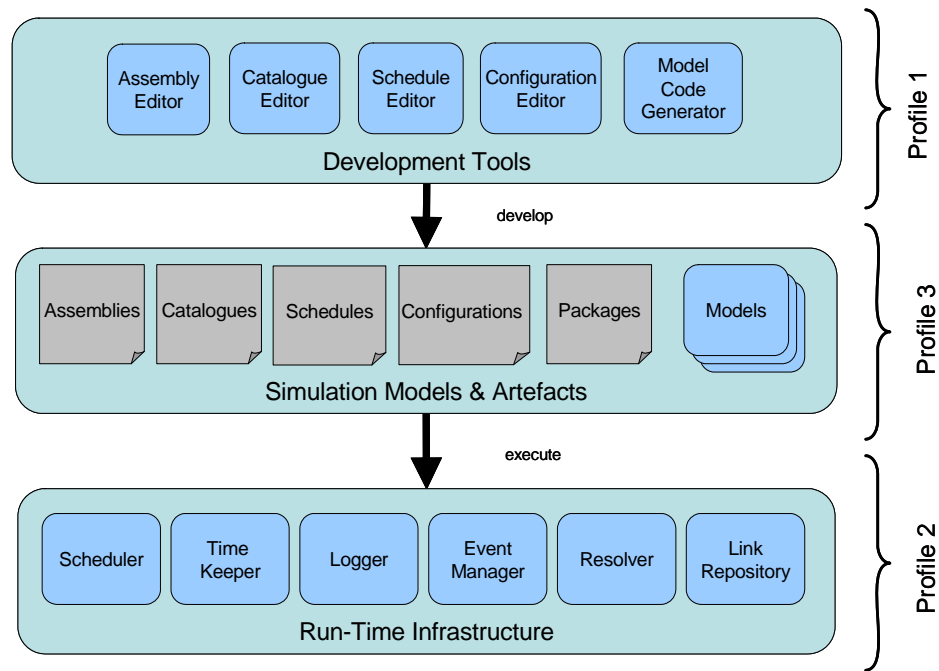 Assembly
Editor
Catalogue
Editor
Schedule
Editor
Configuration
Editor
Model
Code
Generator
Development Tools
Profile 1
develop
Assemblies
Catalogues
Schedules
Configurations
Packages
Models
Simulation Models & Artefacts
Profile 3
execute
Scheduler
Time
Keeper
Logger
Event
Manager
Resolver
Link
Repository
Run-Time Infrastructure
Profile 2